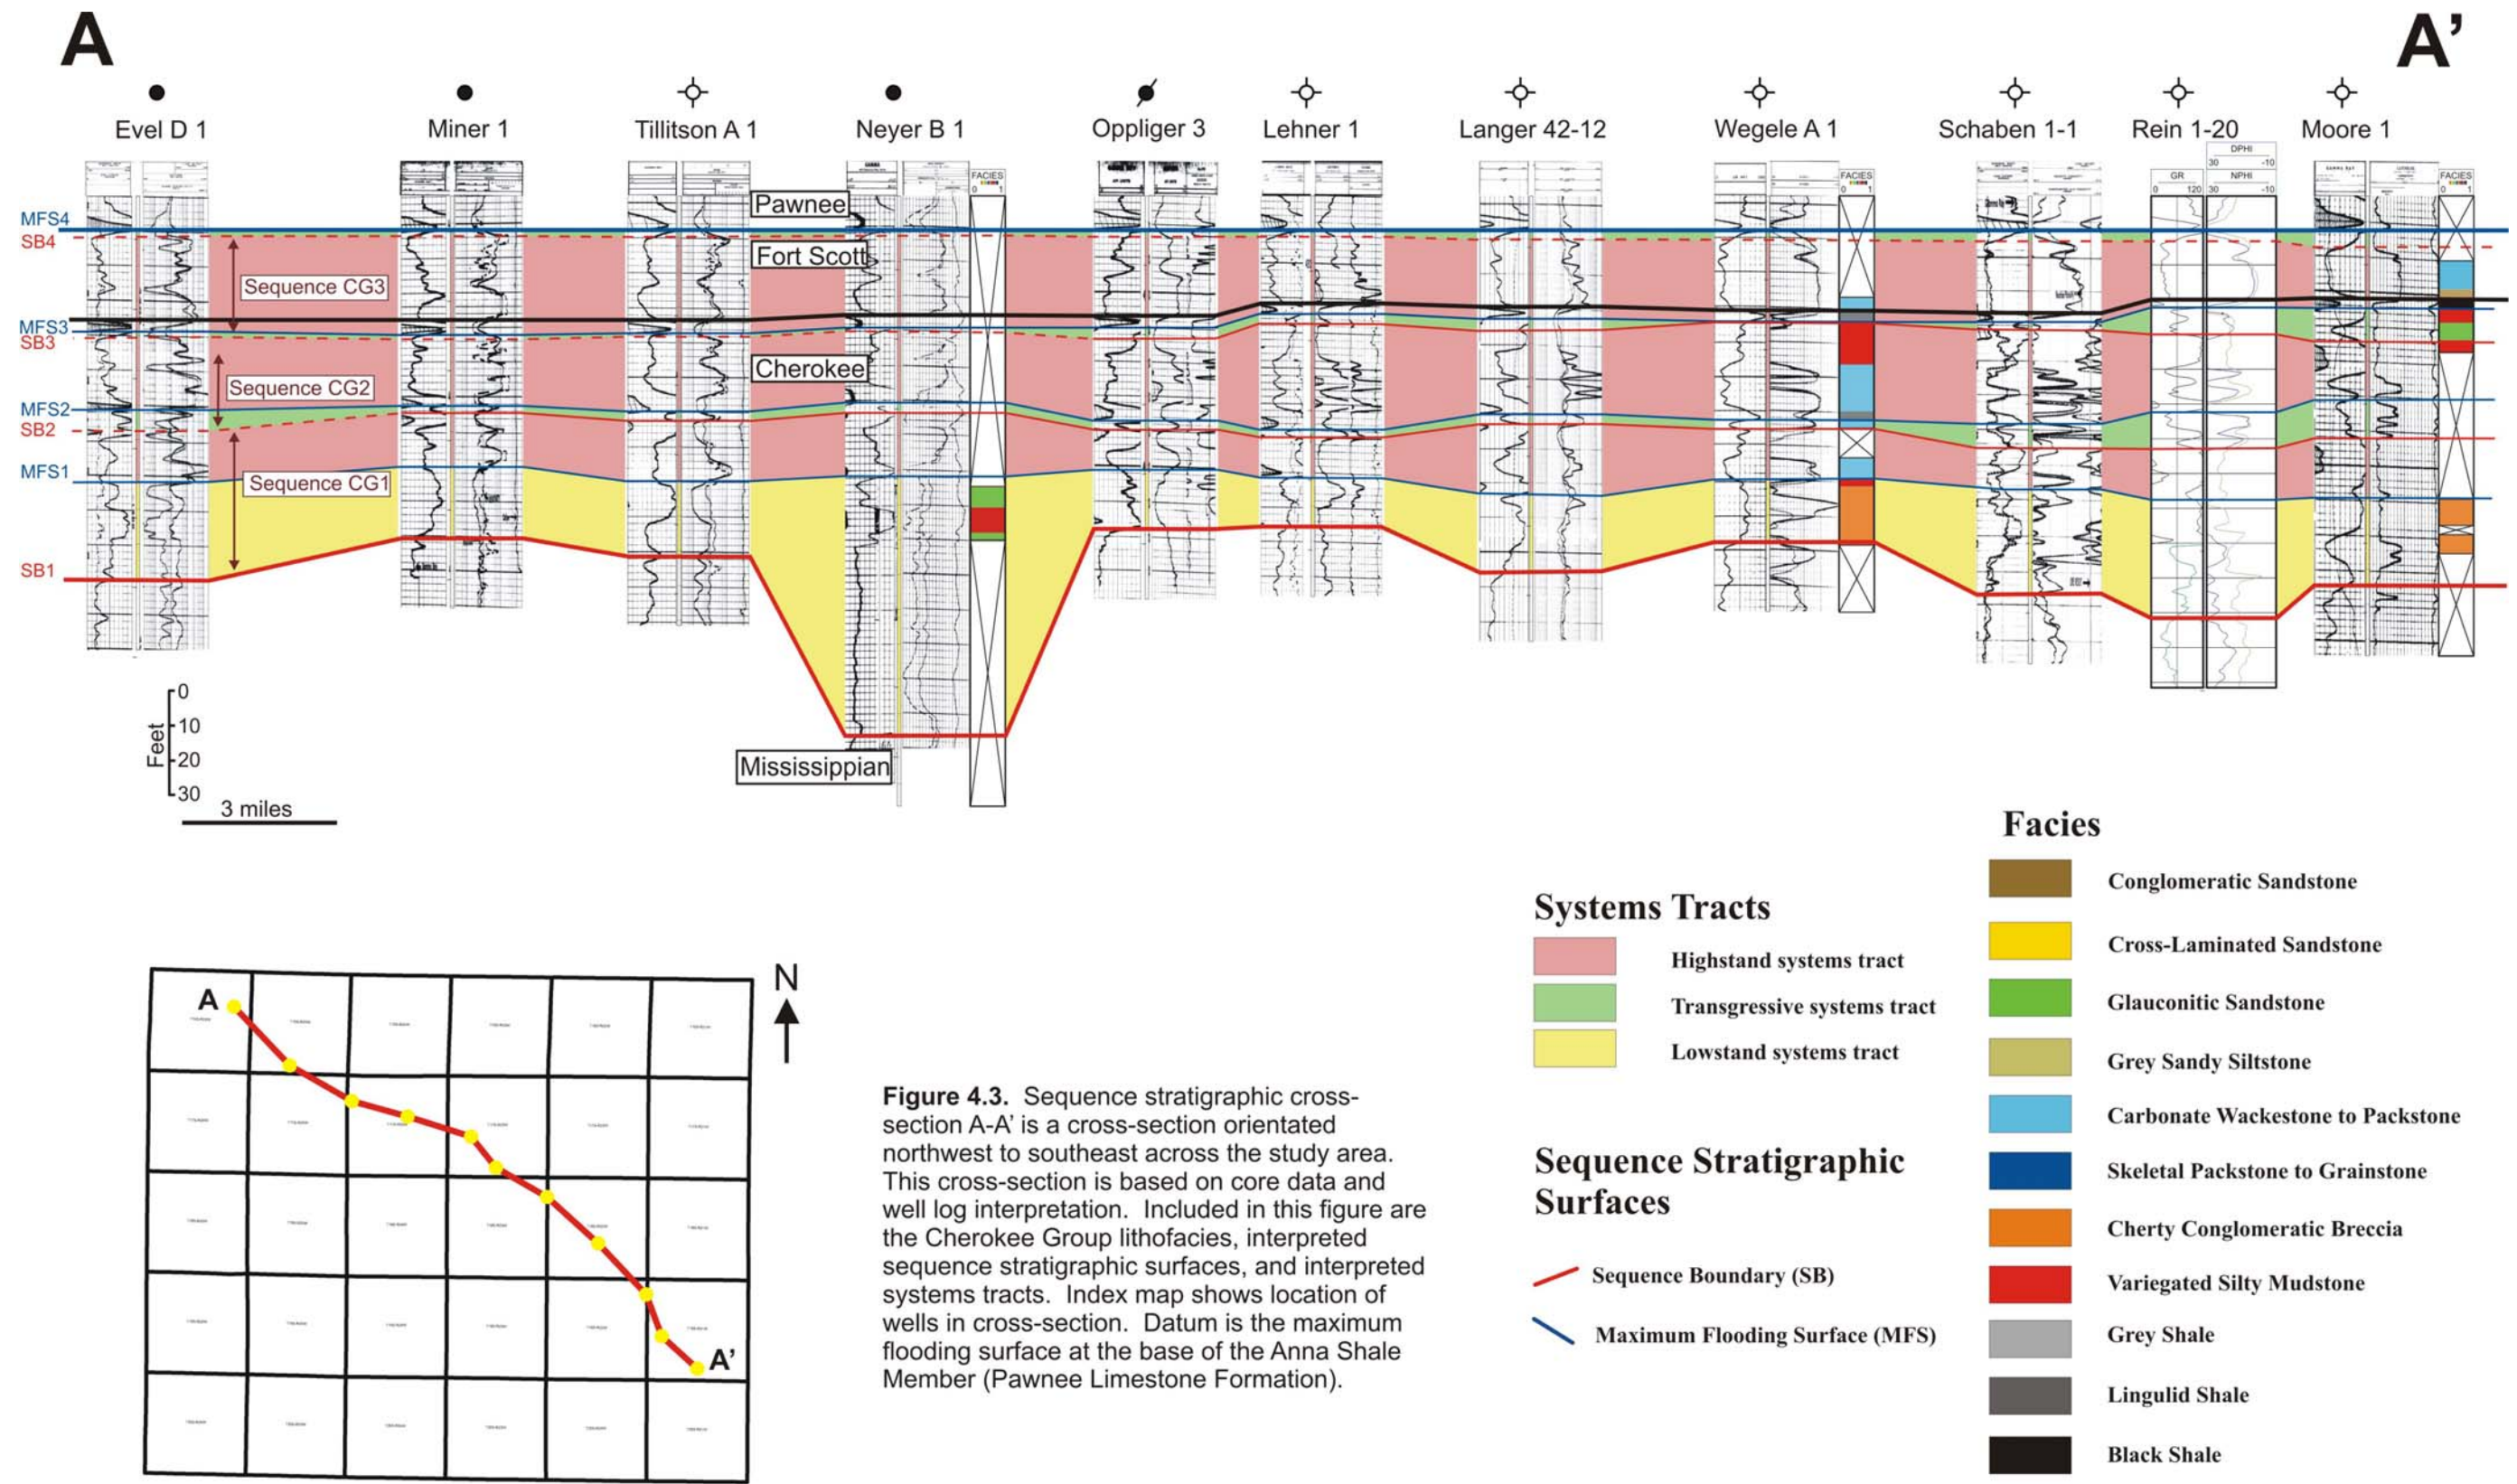 A
A’
Evel D 1
Miner 1
Tillitson A 1
Neyer B 1
Oppliger 3
Lehner 1
Langer 42-12
Wegele A 1
Schaben 1-1
Rein 1-20
Moore 1
FACIES
0 1
FACIES
0 1
DPHI
30 -10
GR
0 120
NPHI
30 -10
FACIES
0 1
Pawnee
Fort Scott
Cherokee
Mississippian
MFS4
SB4
MFS3
SB3
MFS2
SB2
MFS1
SB1
Sequence CG3
Sequence CG2
Sequence CG1
Feet
0
10
20
30
3 miles
A
A’
N
Figure 4.3. Sequence stratigraphic cross-
section A-A’ is a cross-section orientated
northwest to southeast across the study area.
This cross-section is based on core data and
well log interpretation. Included in this figure are
the Cherokee Group lithofacies, interpreted
sequence stratigraphic surfaces, and interpreted
systems tracts. Index map shows location of
wells in cross-section. Datum is the maximum
flooding surface at the base of the Anna Shale
Member (Pawnee Limestone Formation).
Systems Tracts
Highstand systems tract
Transgressive systems tract
Lowstand systems tract
Sequence Stratigraphic
Surfaces
Sequence Boundary (SB)
Maximum Flooding Surface (MFS)
Facies
Conglomeratic Sandstone
Cross-Laminated Sandstone
Glauconitic Sandstone
Grey Sandy Siltstone
Carbonate Wackestone to Packstone
Skeletal Packstone to Grainstone
Cherty Conglomeratic Breccia
Variegated Silty Mudstone
Grey Shale
Lingulid Shale
Black Shale